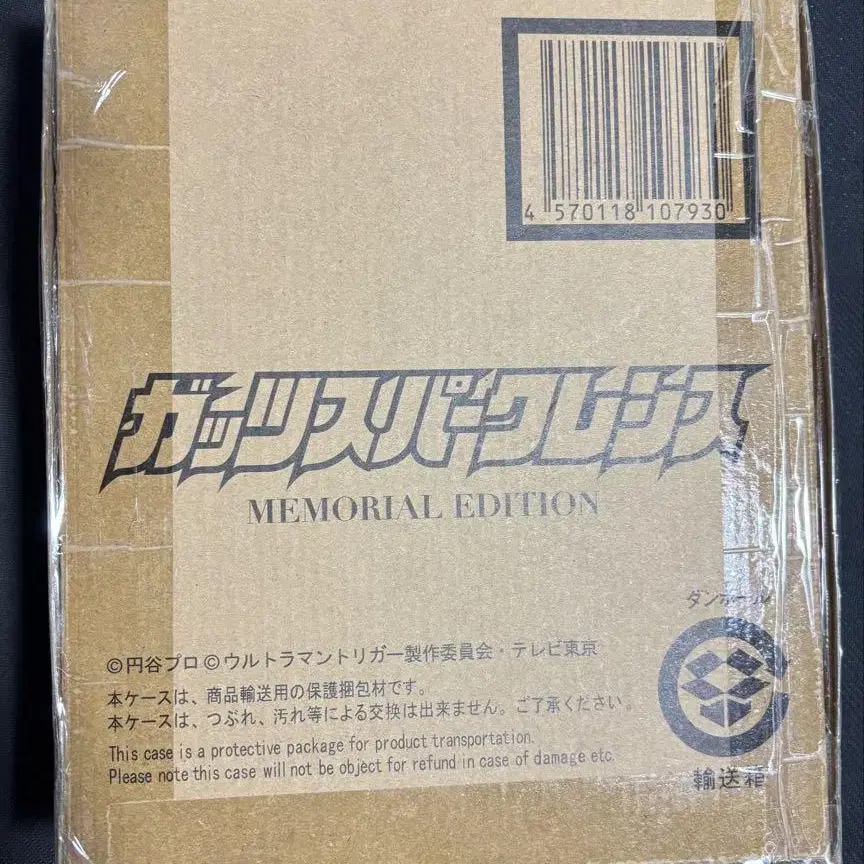 4 570118 107930
ガッツスパークレンス
MEMORIAL EDITION
ダンボール
©円谷プロ ©ウルトラマントリガー製作委員会・テレビ東京
本ケースは、商品輸送用の保護梱包材です。
本ケースは、つぶれ、汚れ等による交換は出来ません。ご了承ください。
This case is a protective package for product transportation.
Please note this case will not be object for refund in case of damage etc.
輸送箱